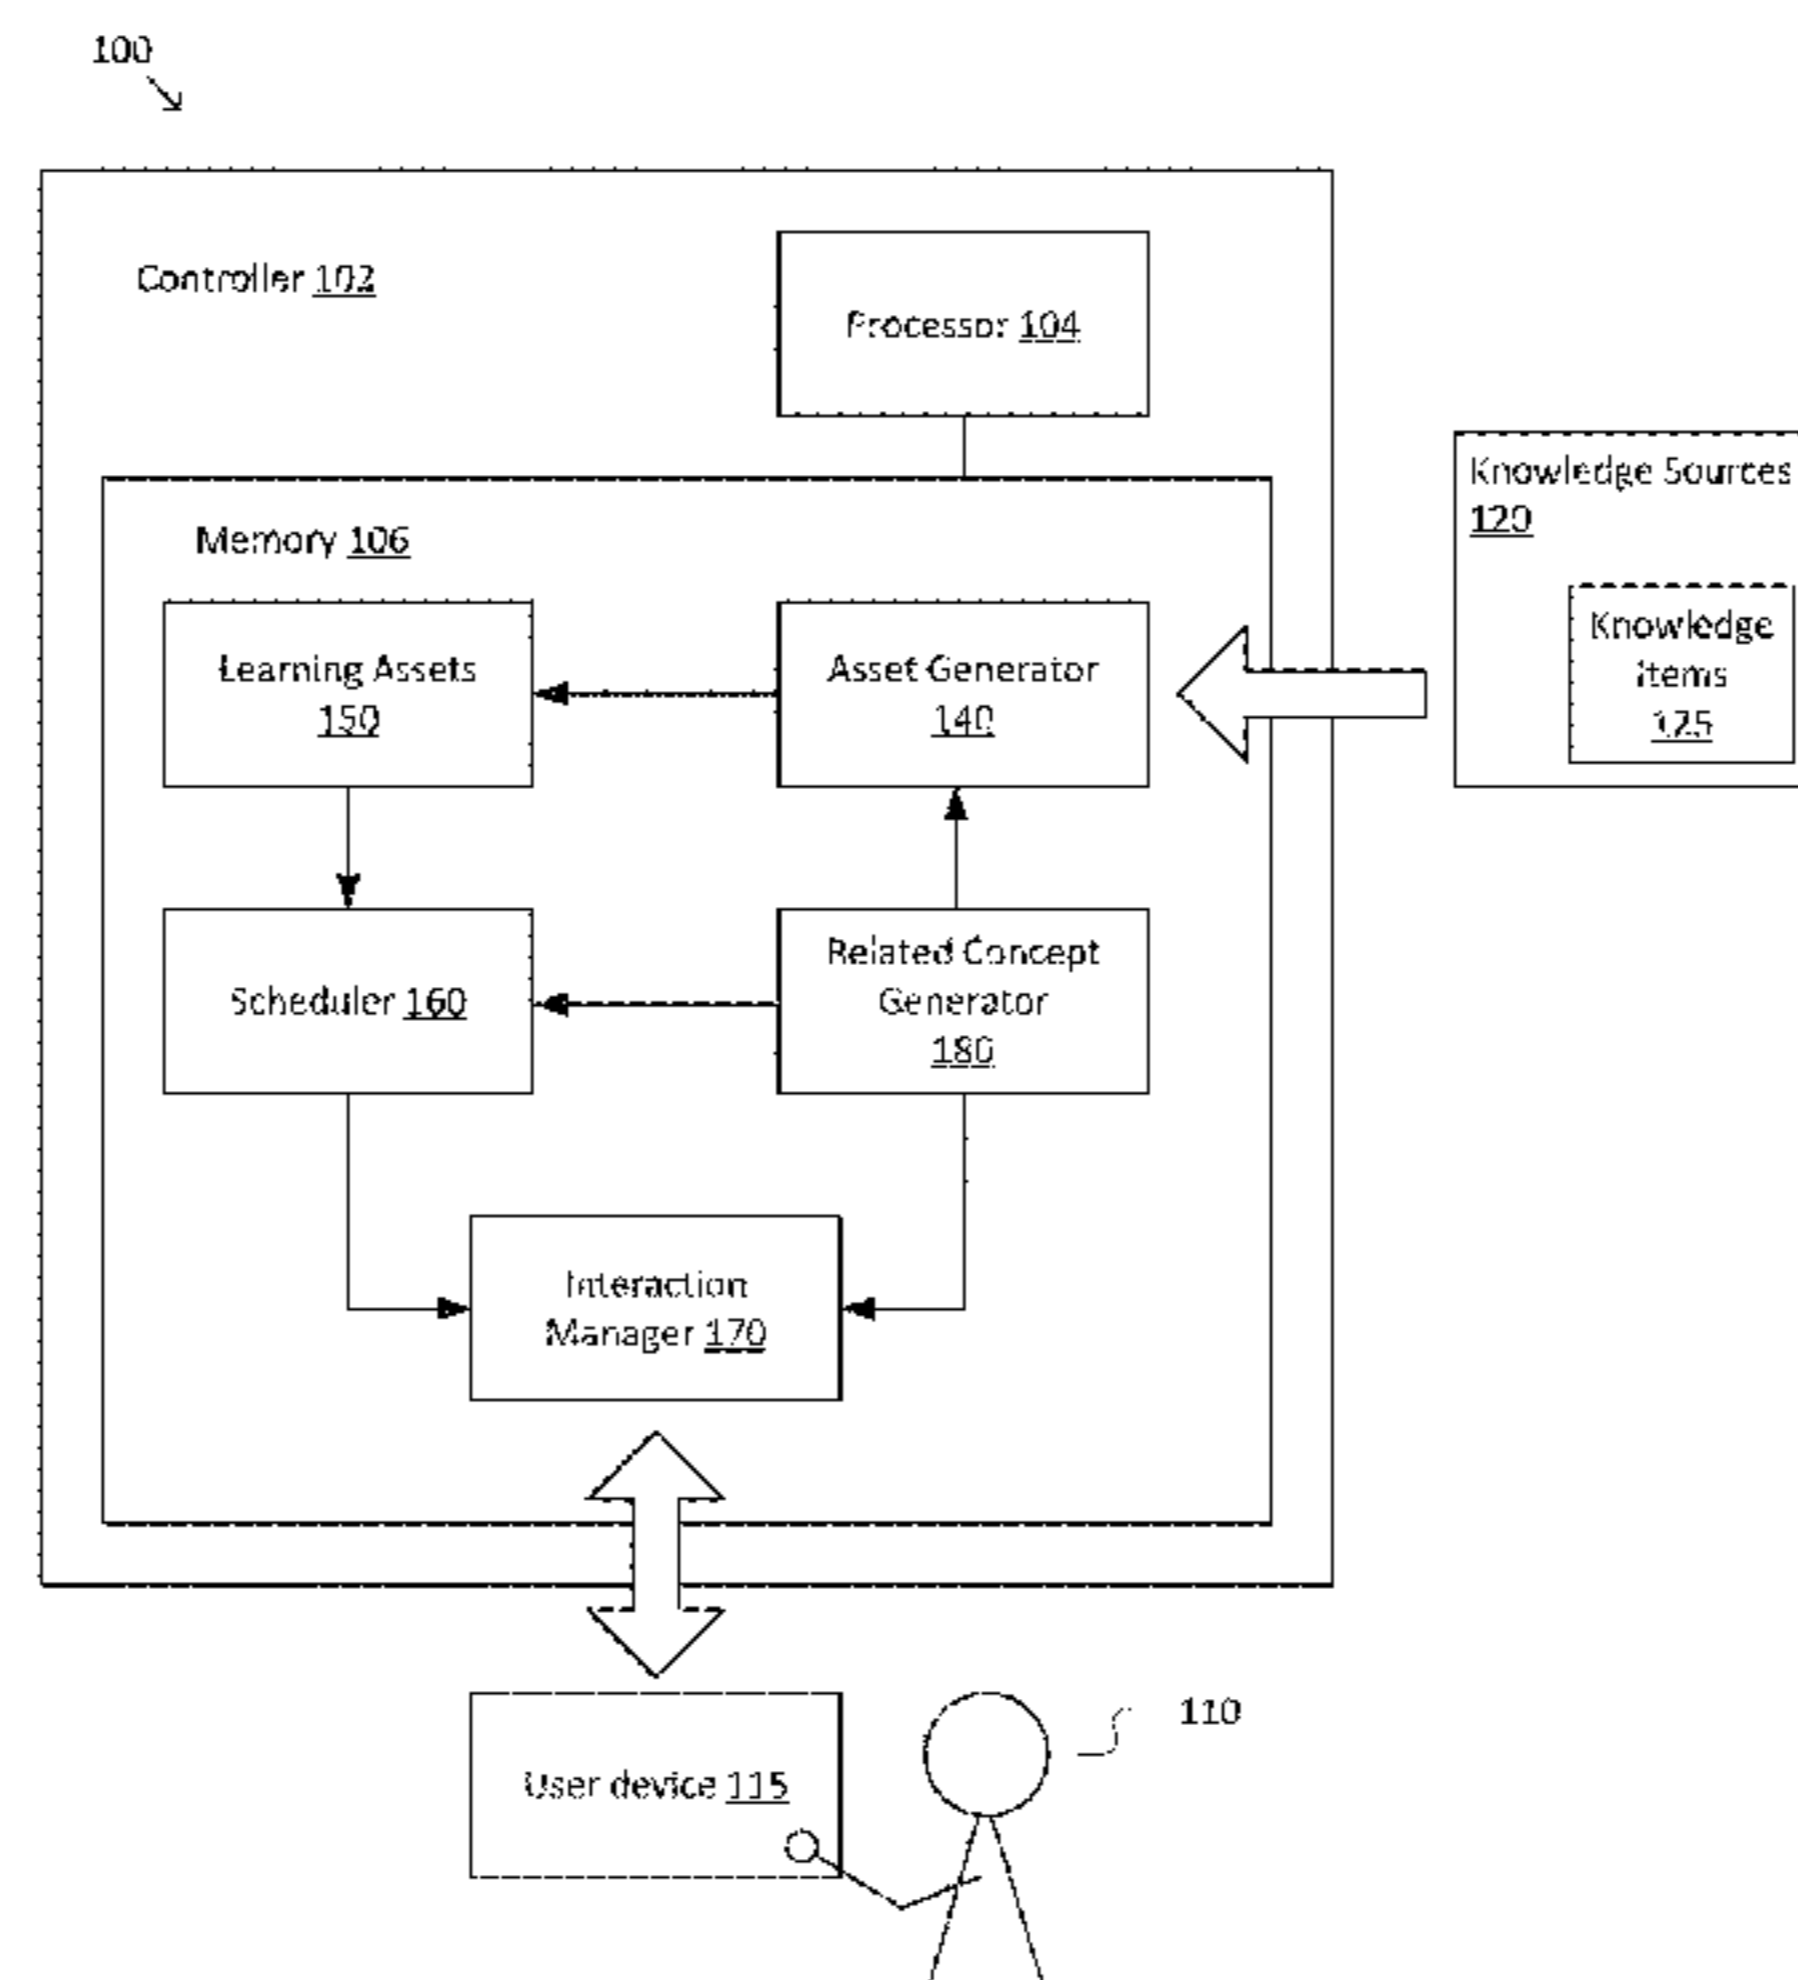 100
Controller 102
Processor 104
Knowledge Sources
120
Knowledge
items
125
Memory 106
Learning Assets
150
Asset Generator
140
Scheduler 160
Related Concept
Generator
180
Interaction
Manager 170
User device 115
110